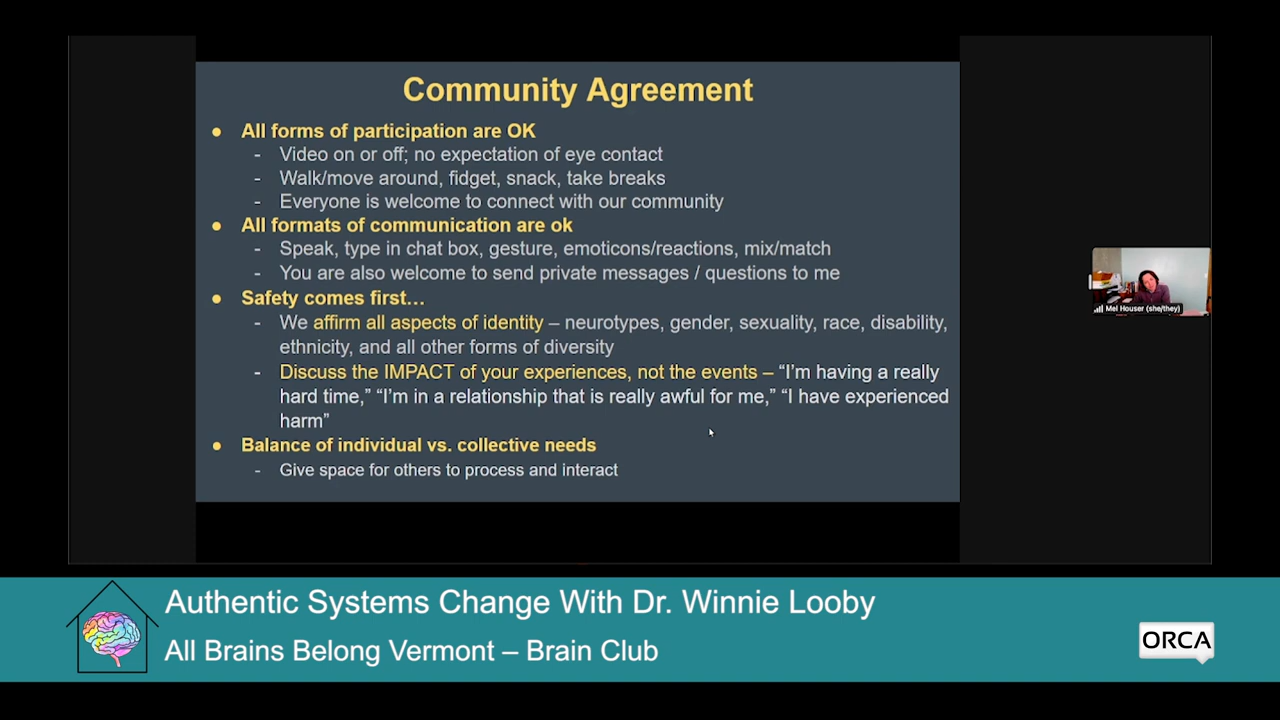 Community Agreement
● All forms of participation are OK
- Video on or off; no expectation of eye contact
- Walk/move around, fidget, snack, take breaks
- Everyone is welcome to connect with our community
● All formats of communication are ok
- Speak, type in chat box, gesture, emoticons/reactions, mix/match
- You are also welcome to send private messages / questions to me
● Safety comes first…
- We affirm all aspects of identity – neurotypes, gender, sexuality, race, disability,
ethnicity, and all other forms of diversity
- Discuss the IMPACT of your experiences, not the events – “I’m having a really
hard time,” “I’m in a relationship that is really awful for me,” “I have experienced
harm”
● Balance of individual vs. collective needs
- Give space for others to process and interact
Mel Houser (she/they)
Authentic Systems Change With Dr. Winnie Looby
All Brains Belong Vermont – Brain Club
ORCA